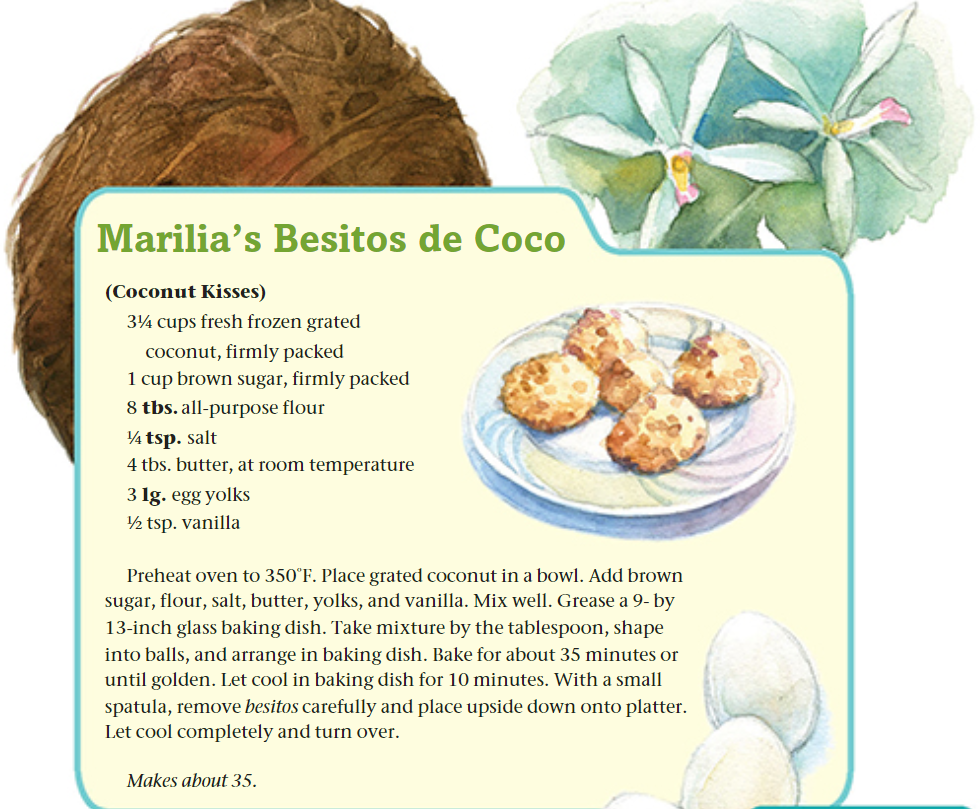 Marilia’s Besitos de Coco
(Coconut Kisses)
3¼ cups fresh frozen grated
coconut, firmly packed
1 cup brown sugar, firmly packed
8 tbs. all-purpose flour
¼ tsp. salt
4 tbs. butter, at room temperature
3 lg. egg yolks
½ tsp. vanilla
Preheat oven to 350°F. Place grated coconut in a bowl. Add brown
sugar, flour, salt, butter, yolks, and vanilla. Mix well. Grease a 9- by
13-inch glass baking dish. Take mixture by the tablespoon, shape
into balls, and arrange in baking dish. Bake for about 35 minutes or
until golden. Let cool in baking dish for 10 minutes. With a small
spatula, remove besitos carefully and place upside down onto platter.
Let cool completely and turn over.
Makes about 35.